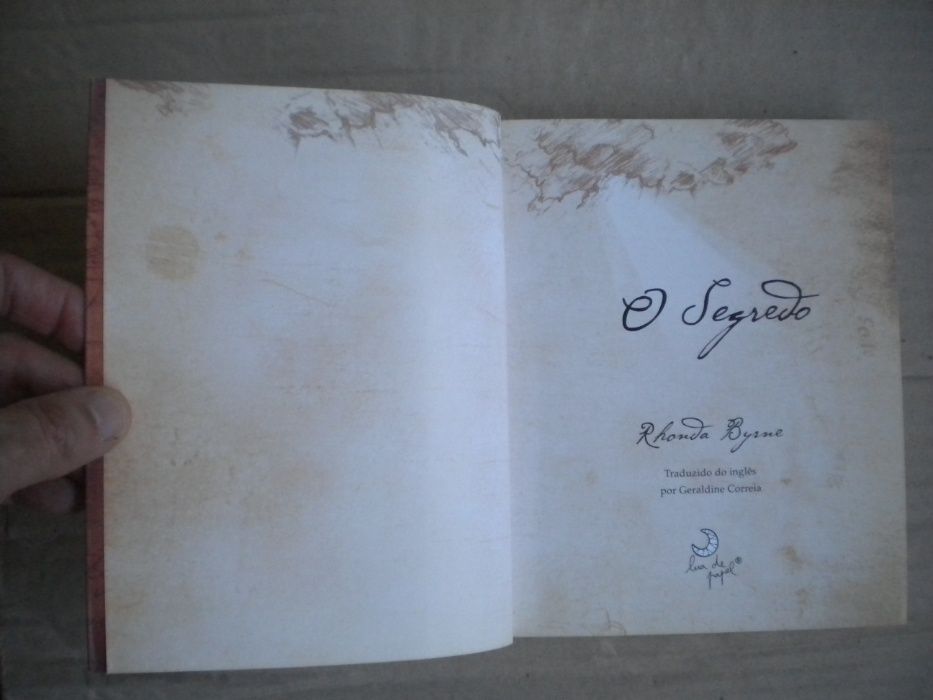 O Segredo
Rhonda Byrne
Traduzido do inglês
por Geraldine Correia
lua de
papel®